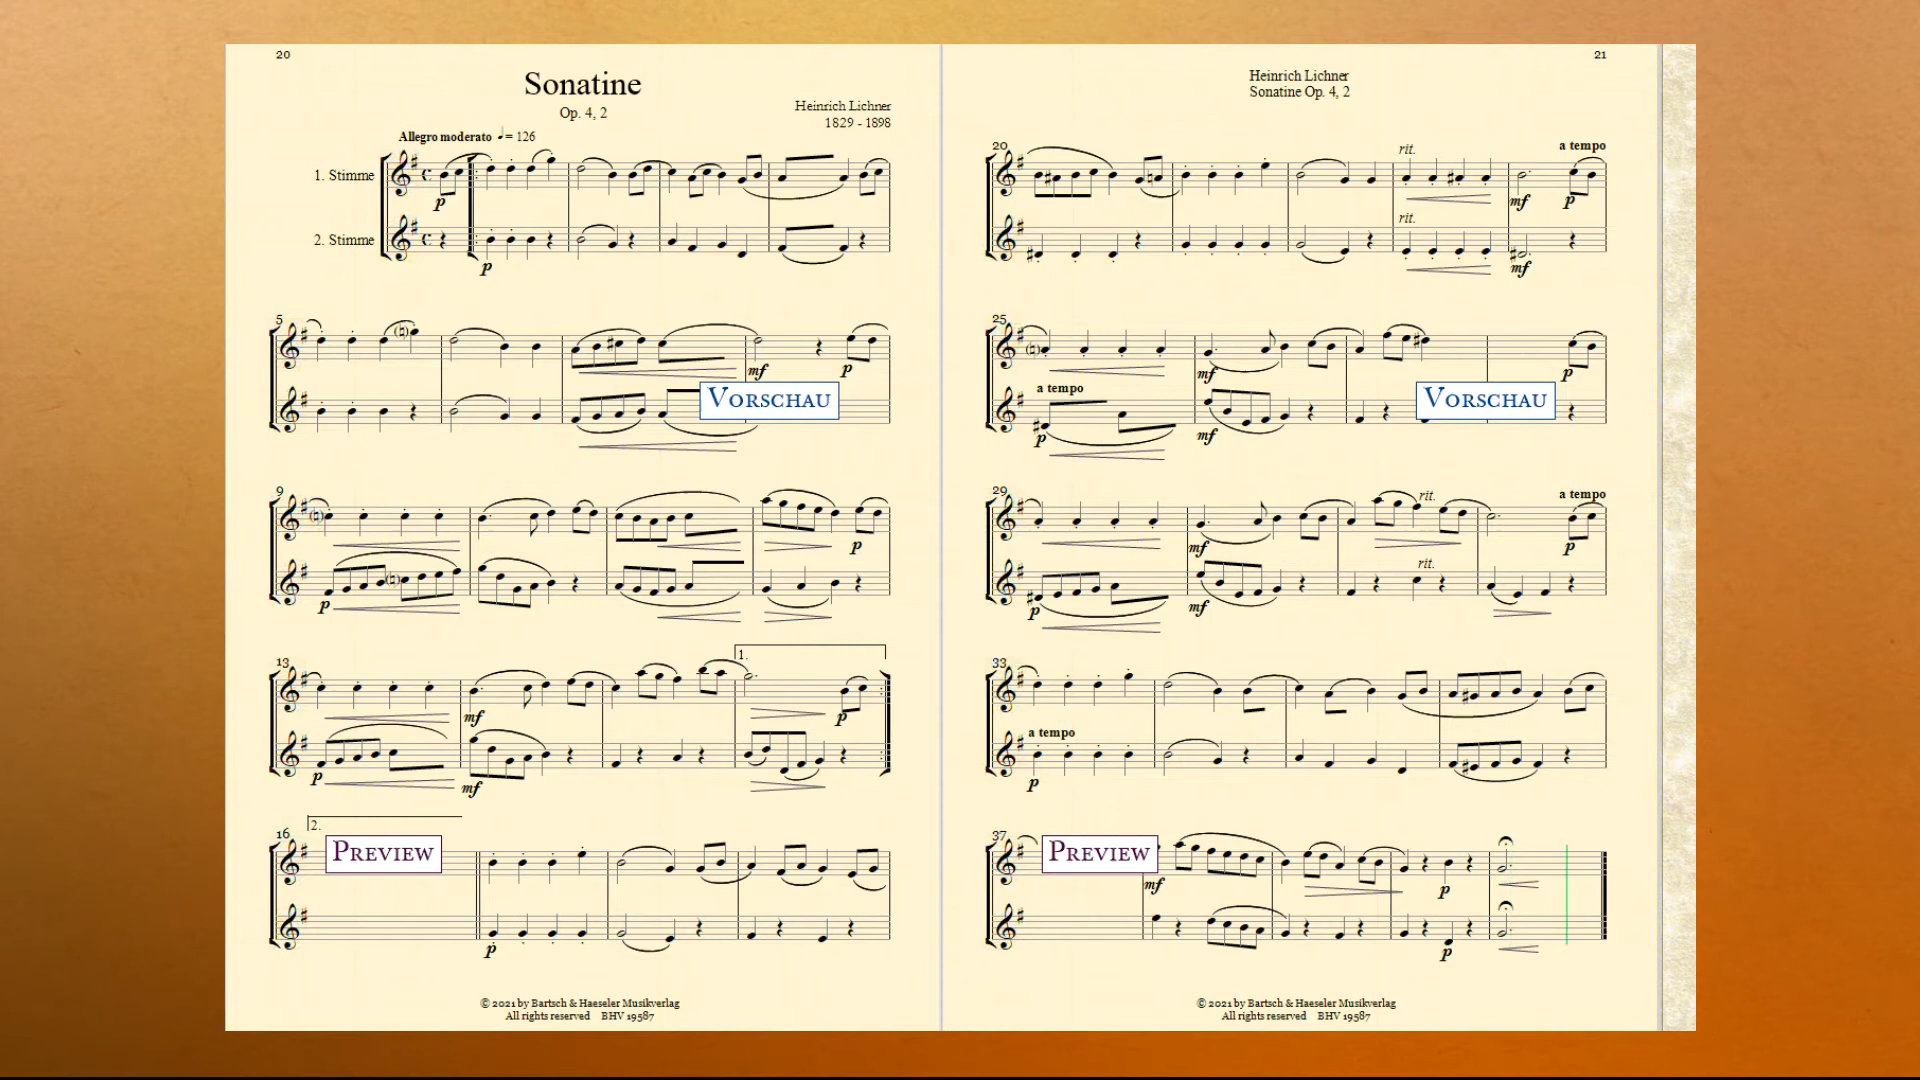 20
Sonatine
Op. 4, 2
Heinrich Lichner
1829 - 1898
Allegro moderato ♩= 126
1. Stimme
p
2. Stimme
p
5
mf
p
VORSCHAU
9
p
p
13
1.
mf
p
p
mf
16
2.
PREVIEW
p
© 2021 by Bartsch & Haeseler Musikverlag
All rights reserved BHV 19587
21
Heinrich Lichner
Sonatine Op. 4, 2
20
rit.
a tempo
mf
p
rit.
mf
25
mf
p
a tempo
VORSCHAU
p
mf
29
rit.
a tempo
mf
p
rit.
p
mf
33
a tempo
p
37
PREVIEW
mf
p
p
© 2021 by Bartsch & Haeseler Musikverlag
All rights reserved BHV 19587